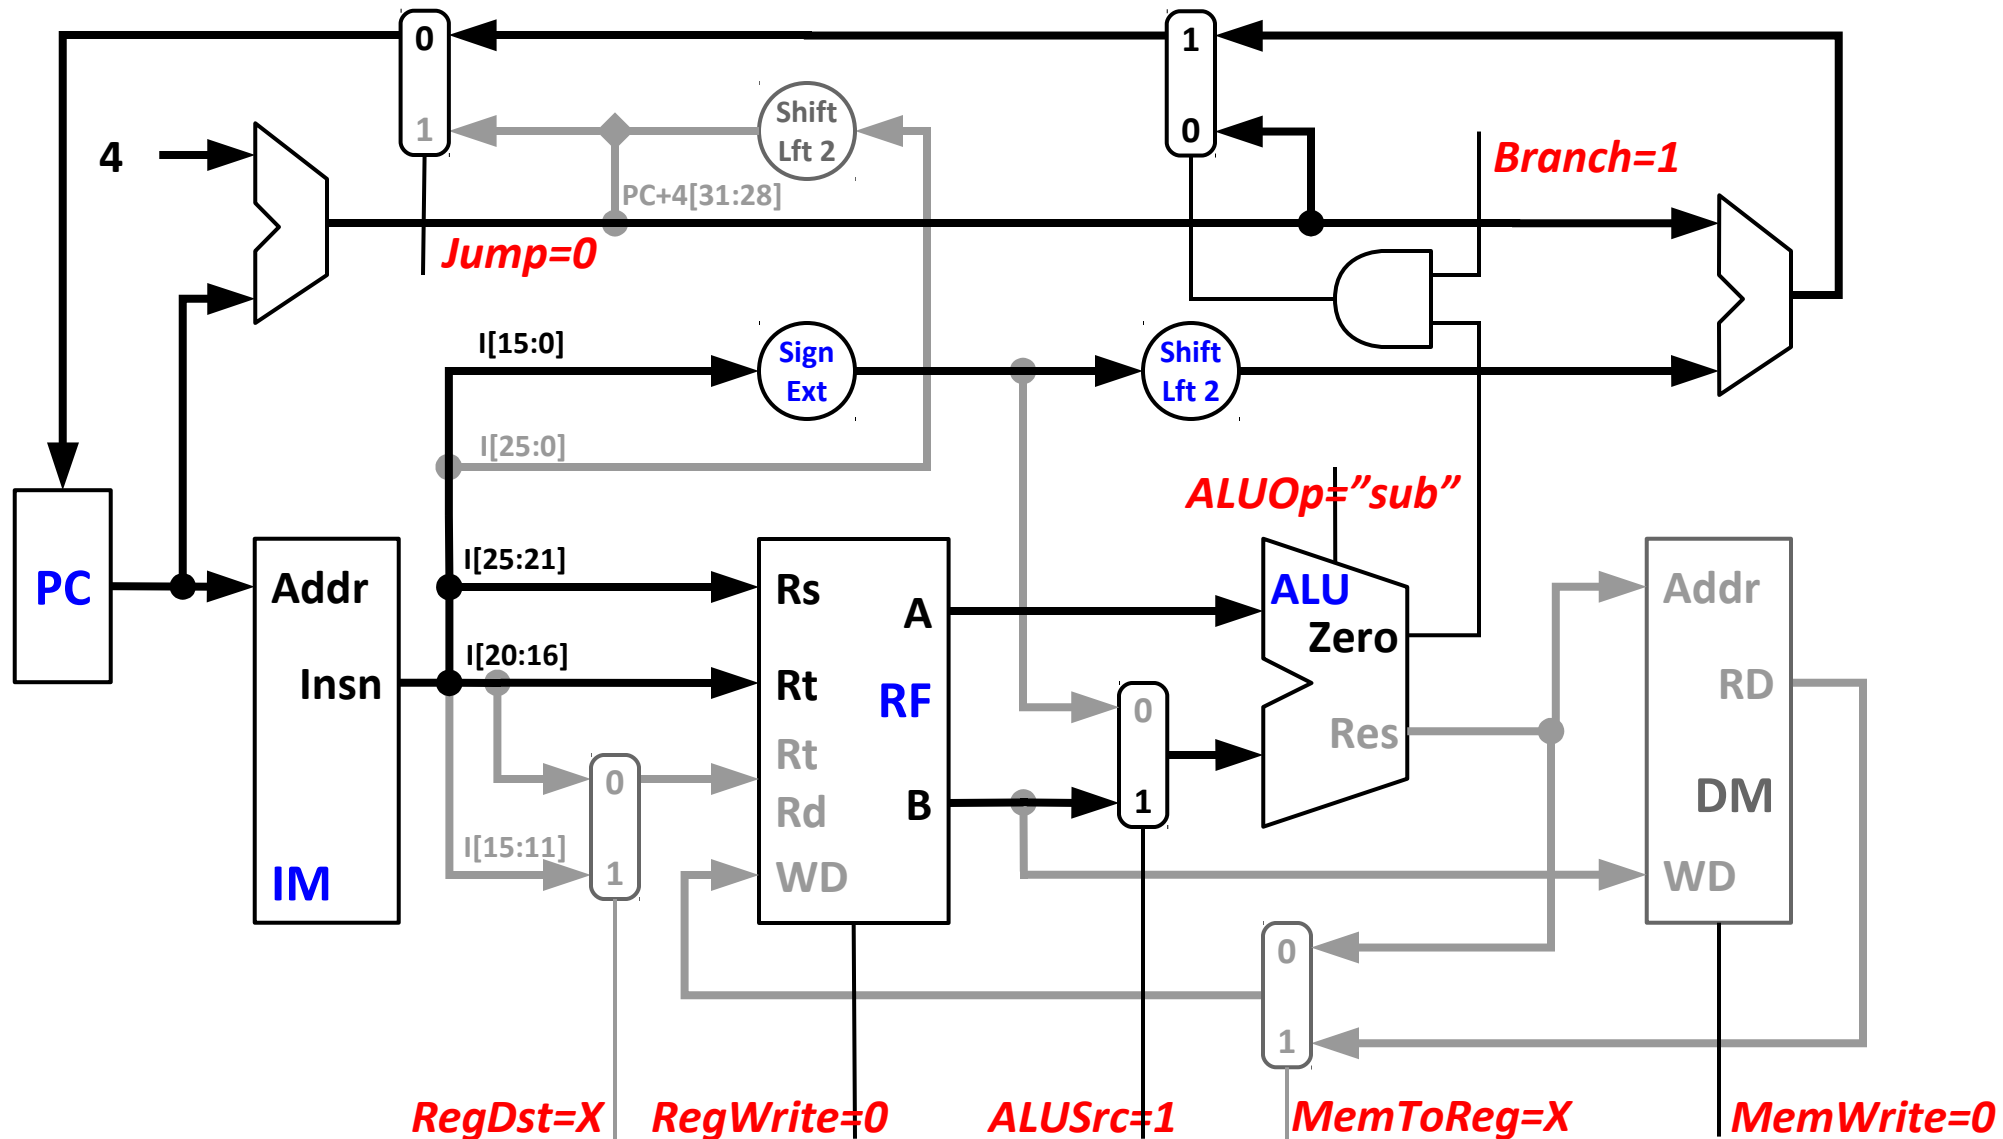 0
1
1
0
Shift
Lft 2
4
Branch=1
PC+4[31:28]
Jump=0
I[15:0]
Sign
Ext
Shift
Lft 2
I[25:0]
ALUOp=”sub”
I[25:21]
PC
Addr
Rs
A
ALU
Zero
Addr
I[20:16]
Insn
Rt
RF
0
Res
RD
Rt
0
Rd
B
1
DM
I[15:11]
IM
1
WD
WD
0
1
RegDst=X
RegWrite=0
ALUSrc=1
MemToReg=X
MemWrite=0